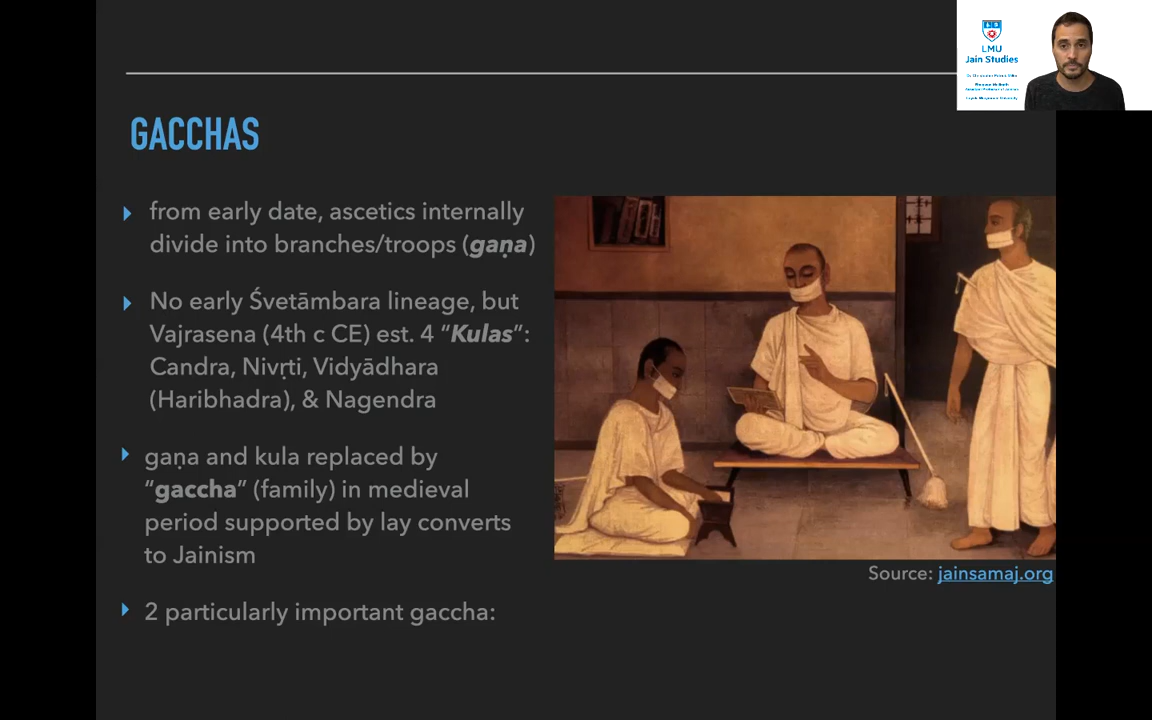 LMU
Jain Studies
GACCHAS
from early date, ascetics internally
divide into branches/troops (gaṇa)
No early Śvetāmbara lineage, but
Vajrasena (4th c CE) est. 4 “Kulas”:
Candra, Nivṛti, Vidyādhara
(Haribhadra), & Nagendra
gaṇa and kula replaced by
“gaccha” (family) in medieval
period supported by lay converts
to Jainism
2 particularly important gaccha:
Source: jainsamaj.org